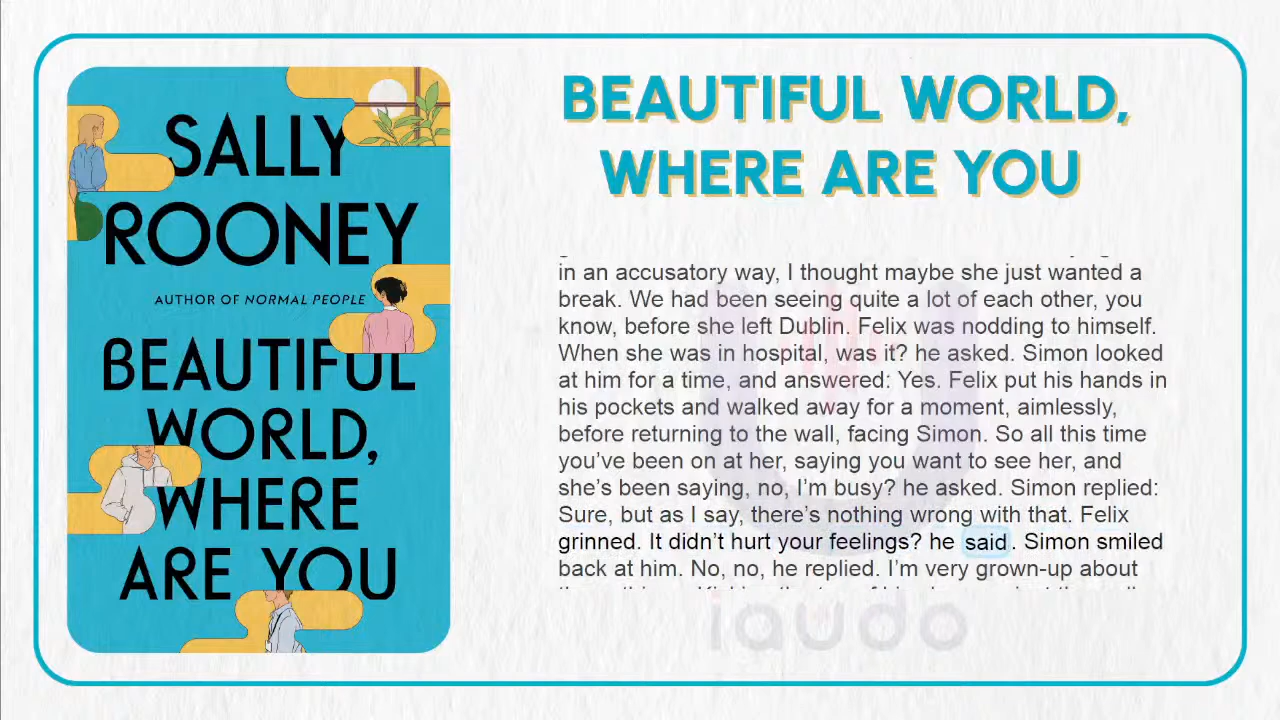 SALLY
ROONEY
AUTHOR OF NORMAL PEOPLE
BEAUTIFUL
WORLD,
WHERE
ARE YOU
BEAUTIFUL WORLD,
WHERE ARE YOU
in an accusatory way, I thought maybe she just wanted a
break. We had been seeing quite a lot of each other, you
know, before she left Dublin. Felix was nodding to himself.
When she was in hospital, was it? he asked. Simon looked
at him for a time, and answered: Yes. Felix put his hands in
his pockets and walked away for a moment, aimlessly,
before returning to the wall, facing Simon. So all this time
you’ve been on at her, saying you want to see her, and
she’s been saying, no, I’m busy? he asked. Simon replied:
Sure, but as I say, there’s nothing wrong with that. Felix
grinned. It didn’t hurt your feelings? he said. Simon smiled
back at him. No, no, he replied. I’m very grown-up about
iaudo